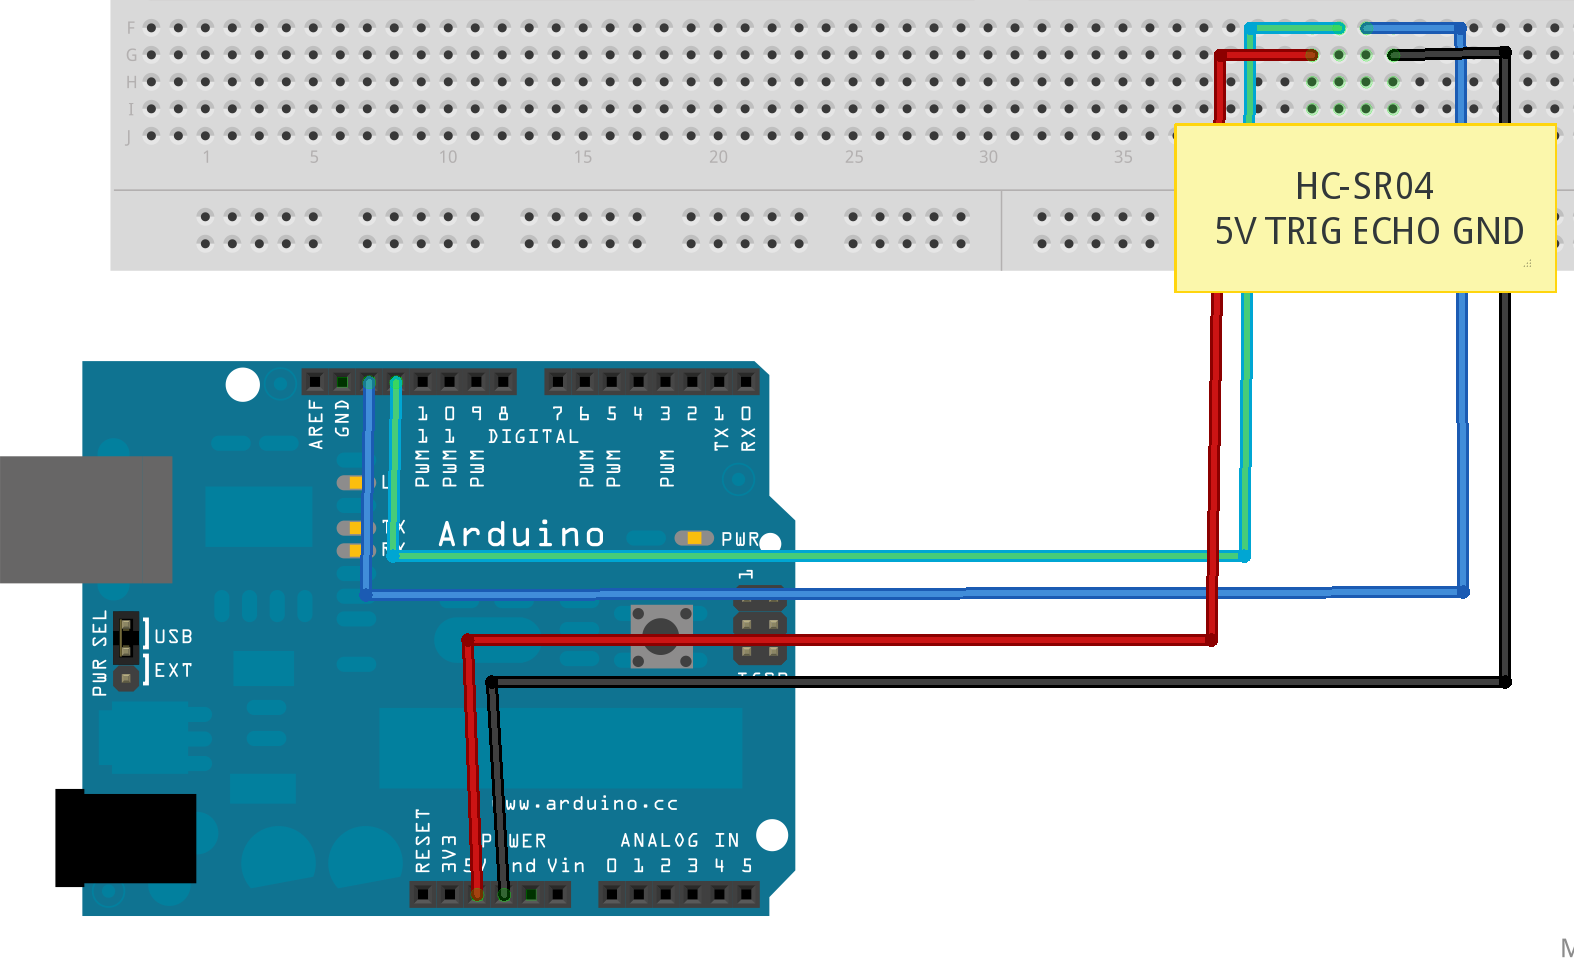 F
G
H
I
J
1 5 10 15 20 25 30 35
HC-SR04
5V TRIG ECHO GND
AREF
GND
1 0 9 8 7 6 5 4 3 2 1 0
1 1
DIGITAL
TX
RX
PWM PWM PWM PWM PWM PWM
L
TX
RX
Arduino
PWR
1
PWR SEL
USB
EXT
www.arduino.cc
RESET
3V3
POWER
ANALOG IN
5V Gnd Vin 0 1 2 3 4 5
M